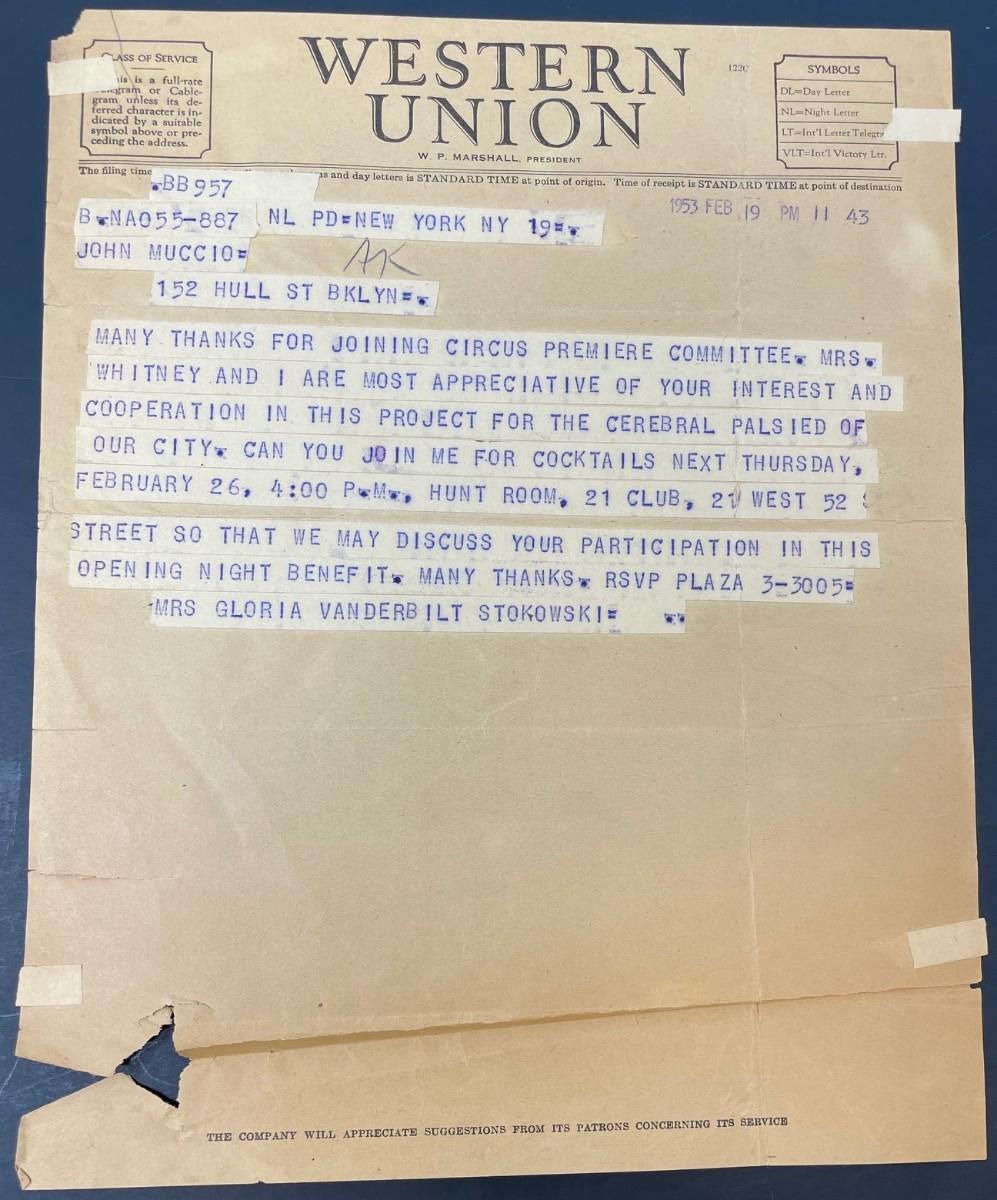 CLASS OF SERVICE
This is a full-rate
Telegram or Cable-
gram unless its de-
ferred character is in-
dicated by a suitable
symbol above or pre-
ceding the address.
WESTERN
UNION
W. P. MARSHALL, PRESIDENT
1220
SYMBOLS
DL=Day Letter
NL=Night Letter
LT=Int'l Letter Telegra
VLT=Int'l Victory Ltr.
The filing time and day letters is STANDARD TIME at point of origin. Time of receipt is STANDARD TIME at point of destination
.BB957
1953 FEB 19 PM 11 43
B.NA055-887 NL PD=NEW YORK NY 19=.
JOHN MUCCIO=
AK
152 HULL ST BKLYN=.
MANY THANKS FOR JOINING CIRCUS PREMIERE COMMITTEE. MRS.
WHITNEY AND I ARE MOST APPRECIATIVE OF YOUR INTEREST AND
COOPERATION IN THIS PROJECT FOR THE CEREBRAL PALSIED OF
OUR CITY. CAN YOU JOIN ME FOR COCKTAILS NEXT THURSDAY,
FEBRUARY 26, 4:00 P.M., HUNT ROOM, 21 CLUB, 21 WEST 52
STREET SO THAT WE MAY DISCUSS YOUR PARTICIPATION IN THIS
OPENING NIGHT BENEFIT. MANY THANKS. RSVP PLAZA 3-3005=
MRS GLORIA VANDERBILT STOKOWSKI= ..
THE COMPANY WILL APPRECIATE SUGGESTIONS FROM ITS PATRONS CONCERNING ITS SERVICE